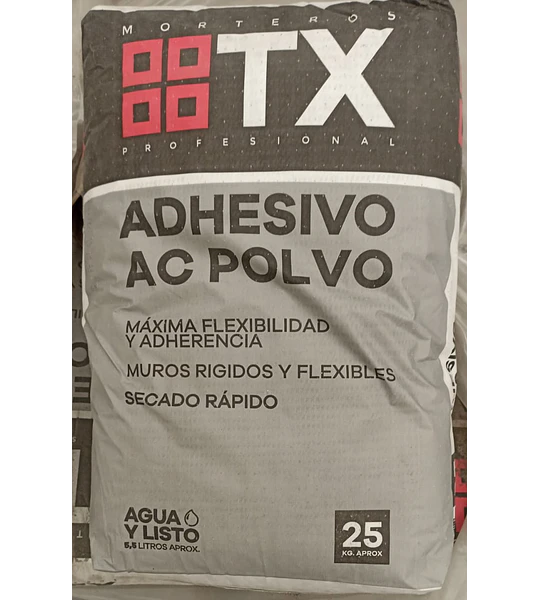 MORTEROS
TX
PROFESIONAL
ADHESIVO
AC POLVO
MÁXIMA FLEXIBILIDAD
Y ADHERENCIA
MUROS RIGIDOS Y FLEXIBLES
SECADO RÁPIDO
AGUA
Y LISTO
5,5 LITROS APROX.
25
KG. APROX